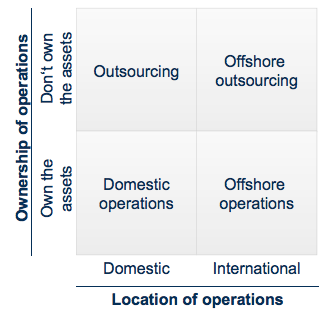 Ownership of operations
Don't own
the assets
Own the
assets
Outsourcing
Offshore
outsourcing
Domestic
operations
Offshore
operations
Domestic
International
Location of operations